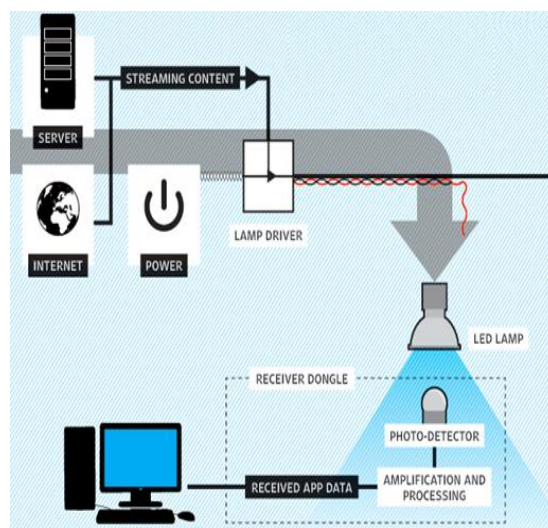 STREAMING CONTENT
SERVER
INTERNET
POWER
LAMP DRIVER
LED LAMP
RECEIVER DONGLE
PHOTO-DETECTOR
RECEIVED APP DATA
AMPLIFICATION AND
PROCESSING